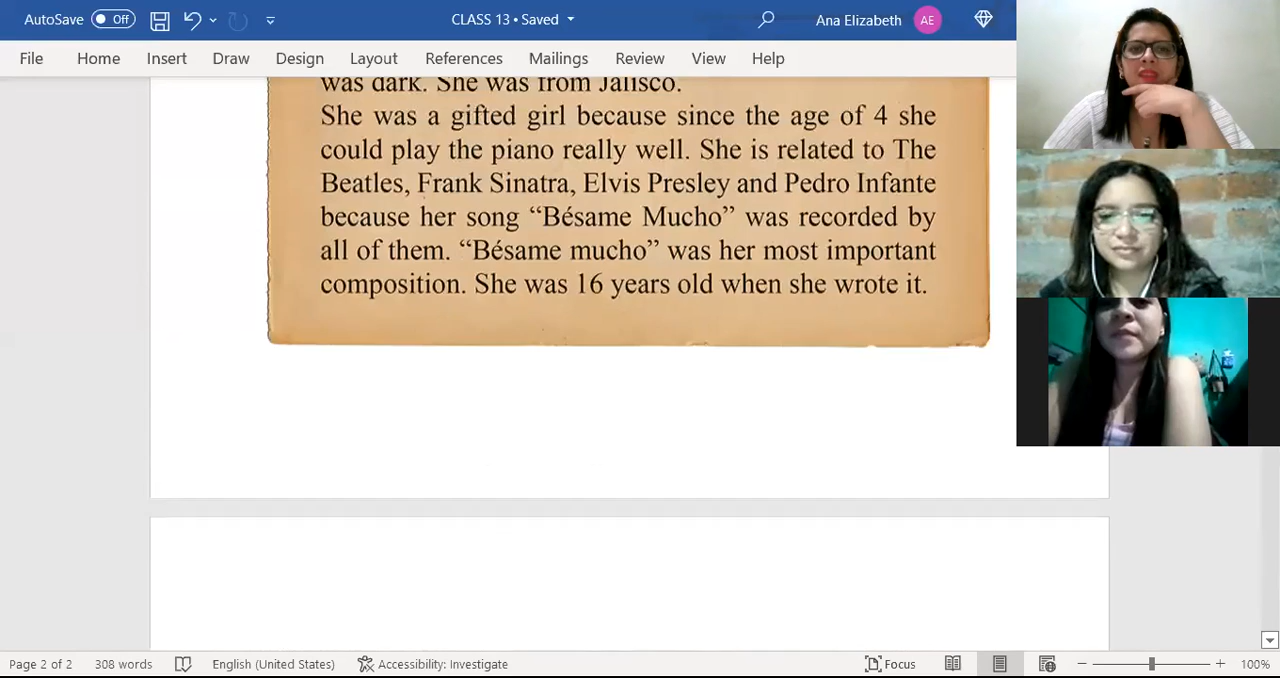 AutoSave Off CLASS 13 • Saved Ana Elizabeth AE
File Home Insert Draw Design Layout References Mailings Review View Help
was dark. She was from Jalisco.
She was a gifted girl because since the age of 4 she
could play the piano really well. She is related to The
Beatles, Frank Sinatra, Elvis Presley and Pedro Infante
because her song “Bésame Mucho” was recorded by
all of them. “Bésame mucho” was her most important
composition. She was 16 years old when she wrote it.
Page 2 of 2 308 words English (United States) Accessibility: Investigate Focus 100%